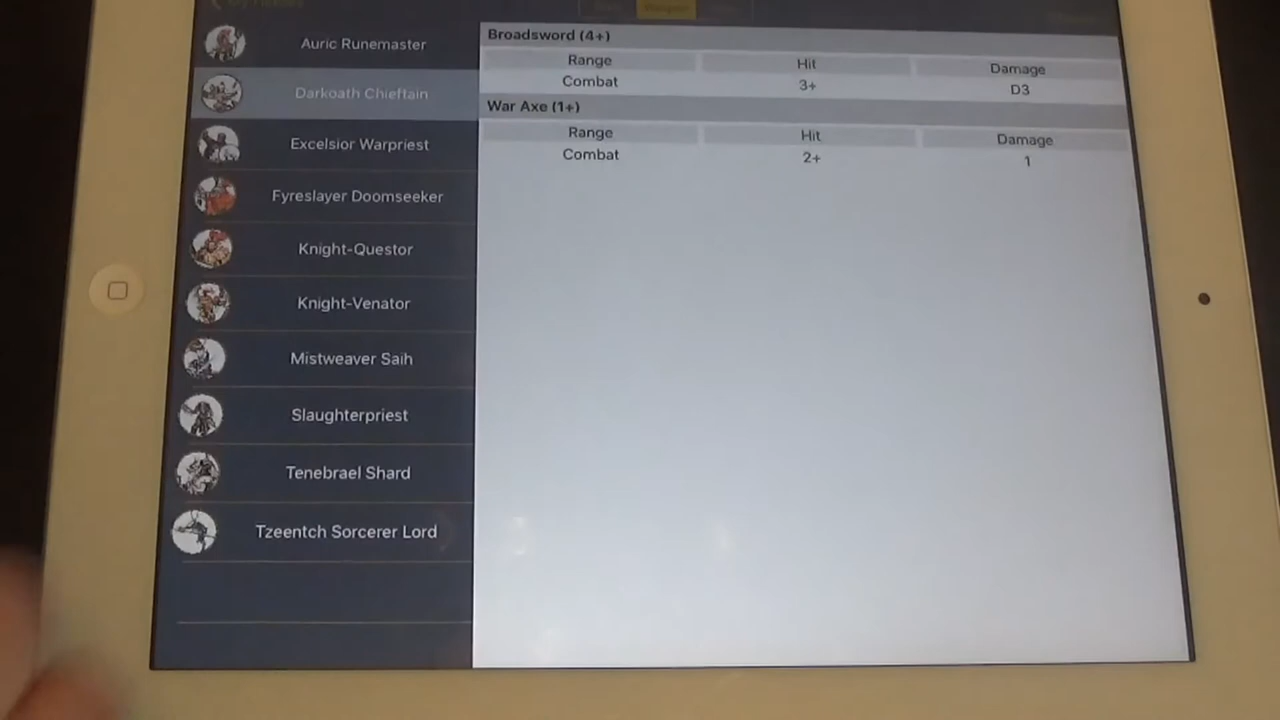 Auric Runemaster
Darkoath Chieftain
Excelsior Warpriest
Fyreslayer Doomseeker
Knight-Questor
Knight-Venator
Mistweaver Saih
Slaughterpriest
Tenebrael Shard
Tzeentch Sorcerer Lord
Broadsword (4+)
Range Hit Damage
Combat 3+ D3
War Axe (1+)
Range Hit Damage
Combat 2+ 1